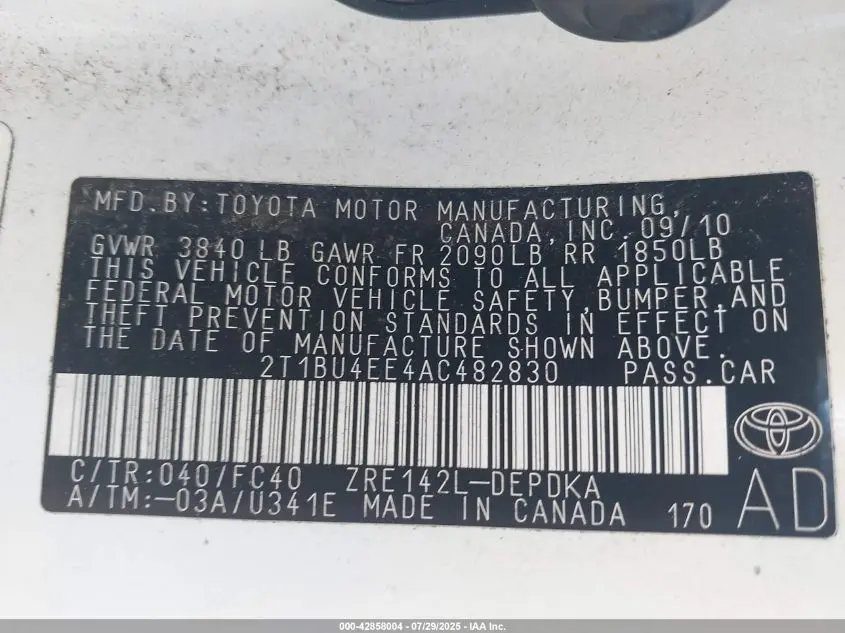 MFD.BY:TOYOTA MOTOR MANUFACTURING,
CANADA,INC. 09/10
GVWR 3840 LB GAWR FR 2090LB RR 1850LB
THIS VEHICLE CONFORMS TO ALL APPLICABLE
FEDERAL MOTOR VEHICLE SAFETY,BUMPER,AND
THEFT PREVENTION STANDARDS IN EFFECT ON
THE DATE OF MANUFACTURE SHOWN ABOVE.
2T1BU4EE4AC482830 PASS.CAR
C/TR:040/FC40 ZRE142L-DEPDKA
A/TM:-03A/U341E MADE IN CANADA 170 AD
000-42858004 / 07/29/2025 - IAA Inc.